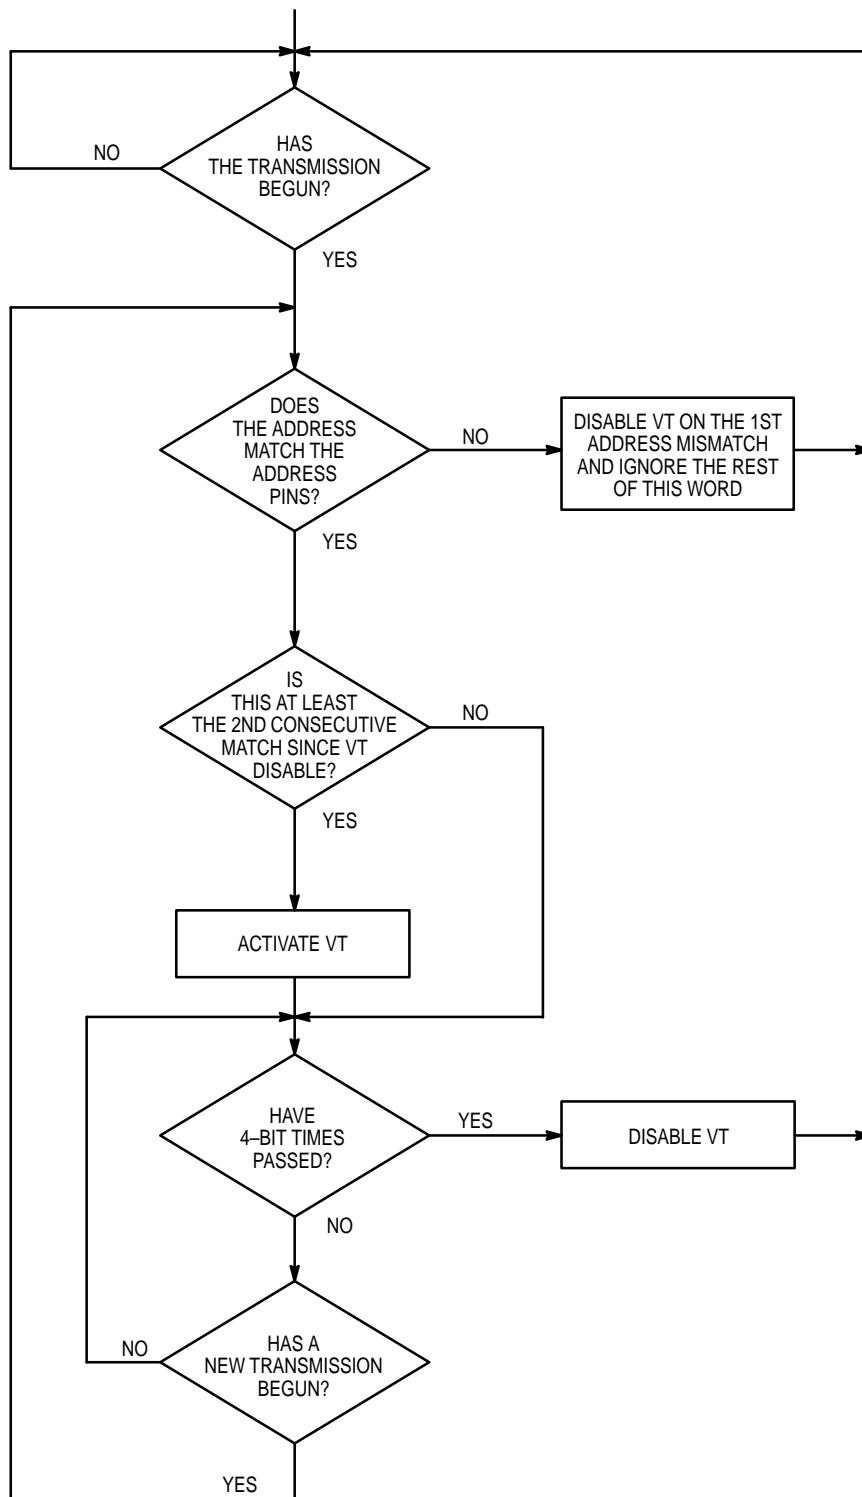 HAS
THE TRANSMISSION
BEGUN?
NO
YES
DOES
THE ADDRESS
MATCH THE
ADDRESS
PINS?
NO
DISABLE VT ON THE 1ST
ADDRESS MISMATCH
AND IGNORE THE REST
OF THIS WORD
YES
IS
THIS AT LEAST
THE 2ND CONSECUTIVE
MATCH SINCE VT
DISABLE?
NO
YES
ACTIVATE VT
HAVE
4–BIT TIMES
PASSED?
YES
DISABLE VT
NO
HAS A
NEW TRANSMISSION
BEGUN?
NO
YES